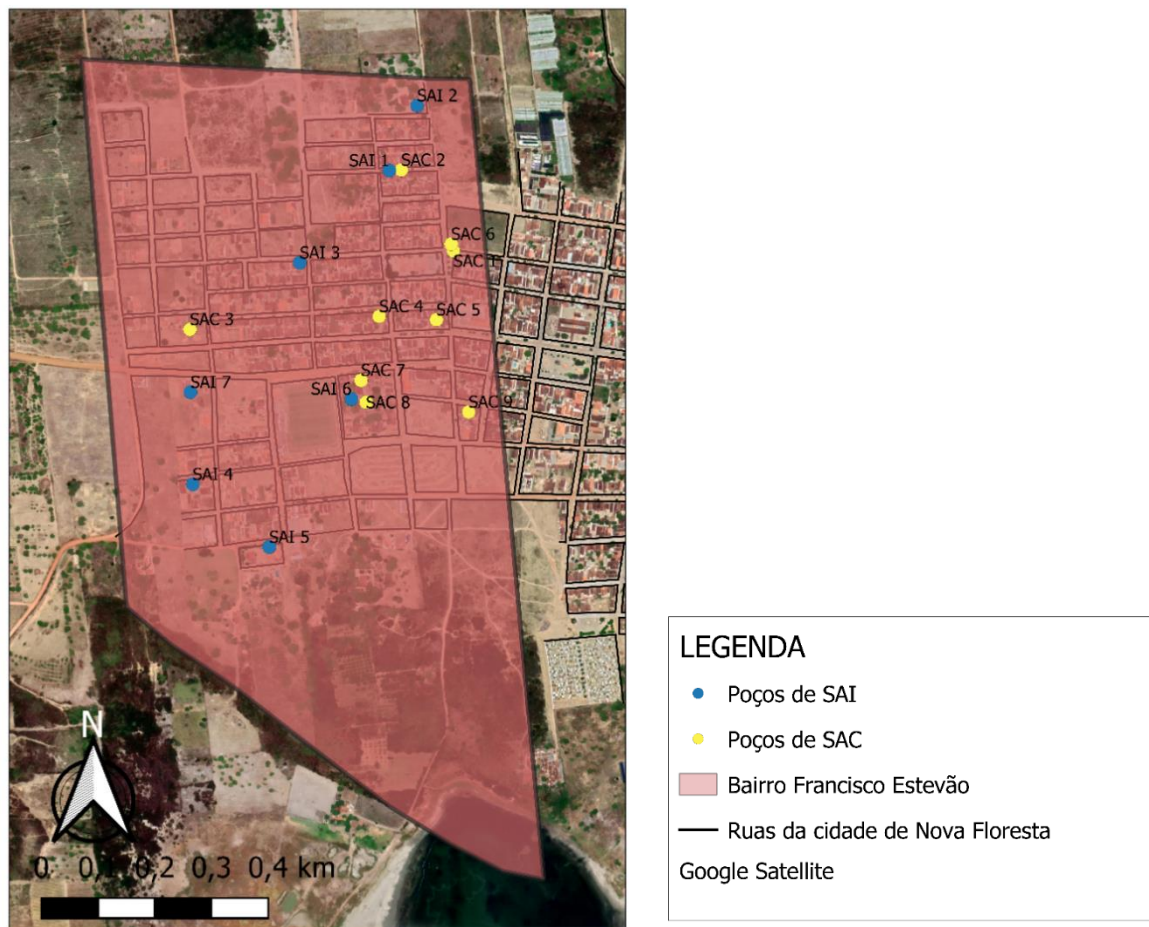 SAI 2
SAI 1
SAC 2
SAC 6
SAC 1
SAI 3
SAC 4
SAC 5
SAC 3
SAC 7
SAI 7
SAI 6
SAC 8
SAC 9
SAI 4
SAI 5
N
0 0,1 0,2 0,3 0,4 km
LEGENDA
Poços de SAI
Poços de SAC
Bairro Francisco Estevão
Ruas da cidade de Nova Floresta
Google Satellite